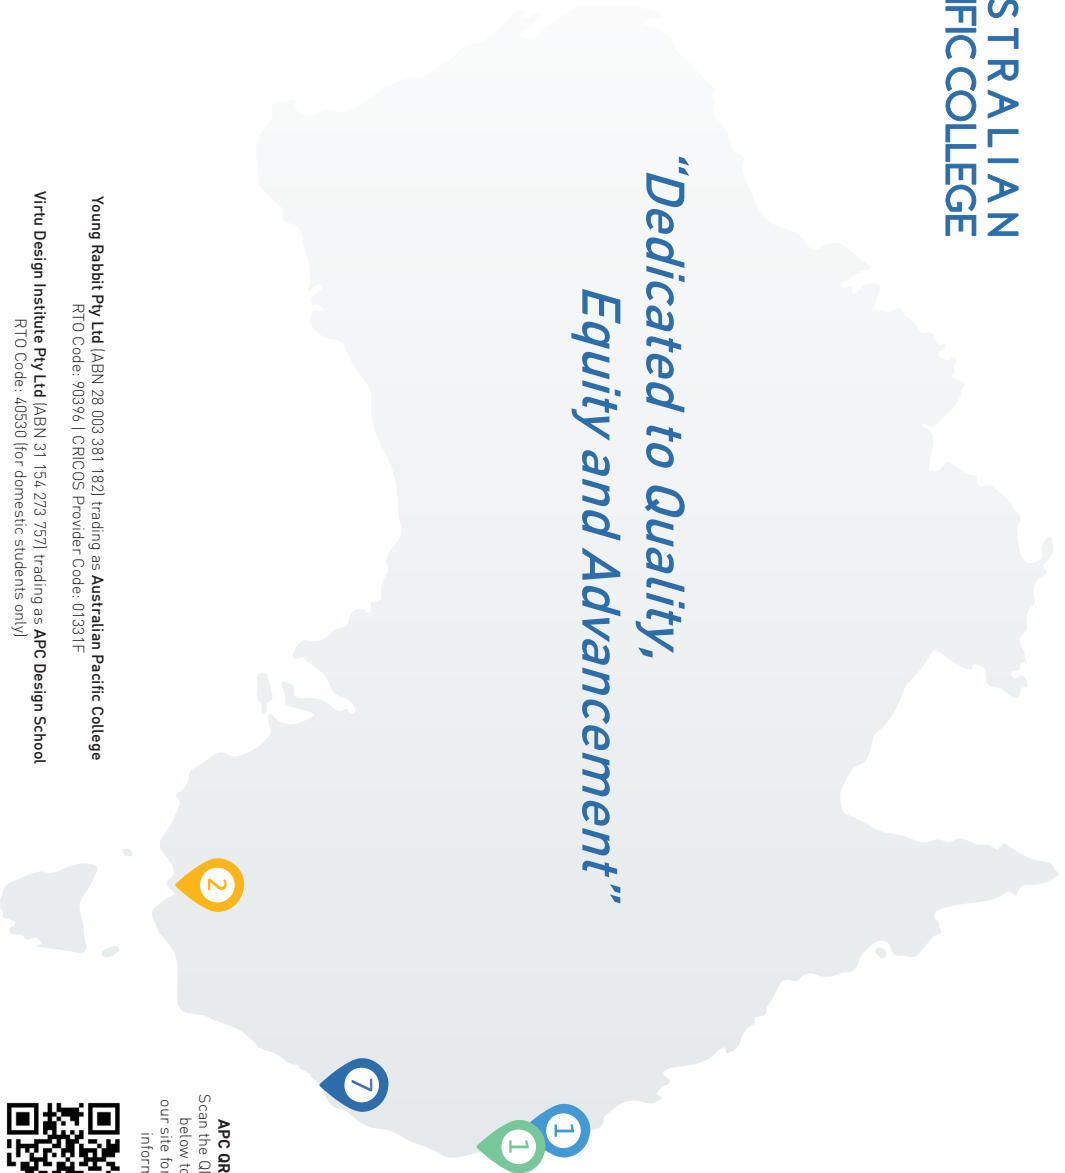 STRALIAN
IFIC COLLEGE
“Dedicated to Quality,
Equity and Advancement”
2
7
1
1
Young Rabbit Pty Ltd (ABN 28 003 381 182) trading as Australian Pacific College
RTO Code: 90396 | CRICOS Provider Code: 01331F
Virtu Design Institute Pty Ltd (ABN 31 154 273 757) trading as APC Design School
RTO Code: 40530 (for domestic students only)
APC QR
Scan the
below to
our site for